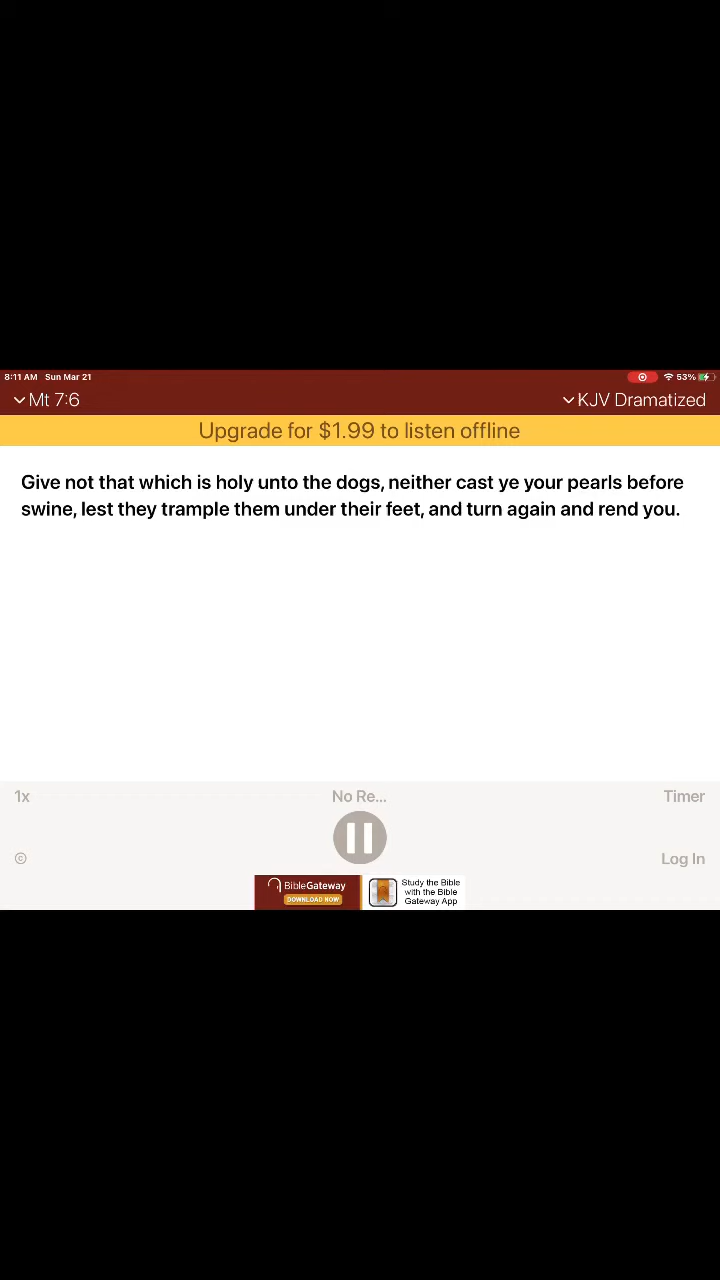 8:11 AM Sun Mar 21 53%
Mt 7:6 KJV Dramatized
Upgrade for $1.99 to listen offline
Give not that which is holy unto the dogs, neither cast ye your pearls before
swine, lest they trample them under their feet, and turn again and rend you.
1x No Re... Timer
© Log In
BibleGateway
DOWNLOAD NOW
Study the Bible
with the Bible
Gateway App